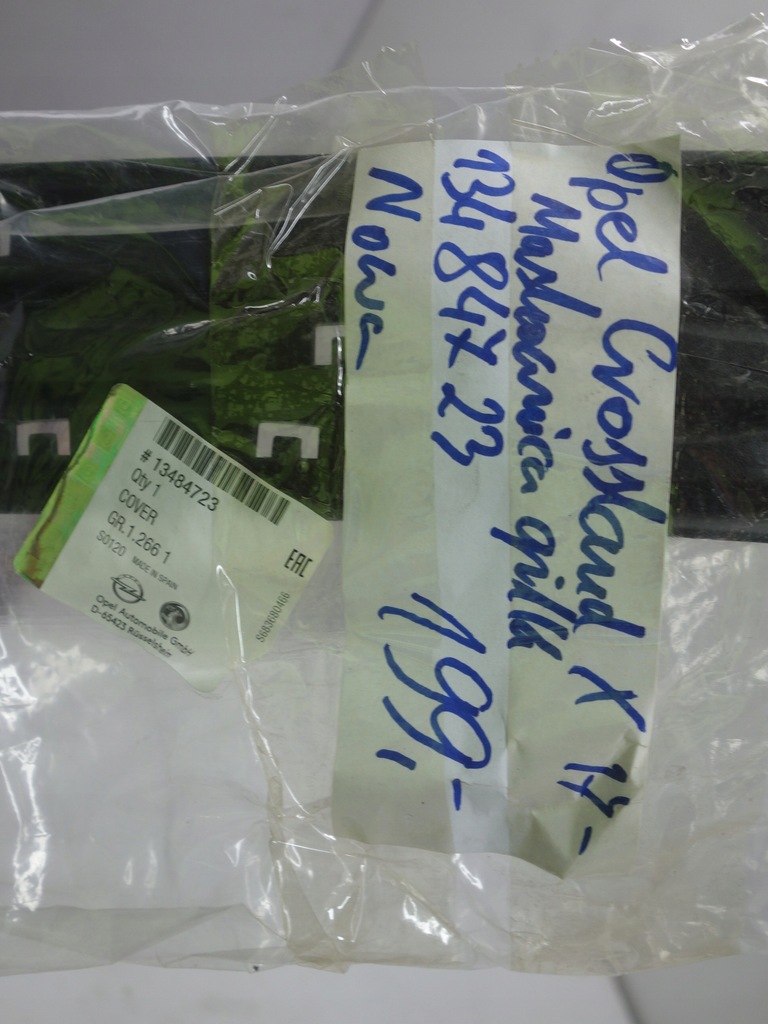 Opel Crossland X 17-
Maskownica grilla
13484723
Nowa 199,-
# 13484723
Qty 1
COVER
GR.1.266 1
S0120 MADE IN SPAIN
EAC
Opel Automobile GmbH
D-65423 Rüsselsheim